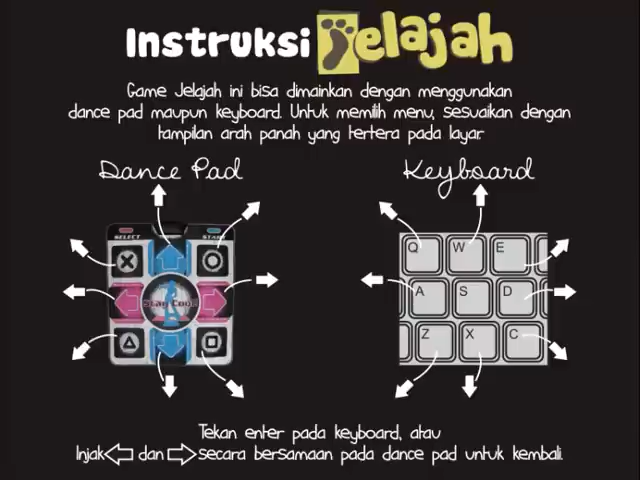 Instruksi Jelajah
Game Jelajah ini bisa dimainkan dengan menggunakan
dance pad maupun keyboard. Untuk memilih menu, sesuaikan dengan
tampilan arah panah yang tertera pada layar.
Dance Pad
Keyboard
SELECT
START
Stay Cool
Q W E
A S D
Z X C
Tekan enter pada keyboard, atau
Injak dan secara bersamaan pada dance pad untuk kembali.